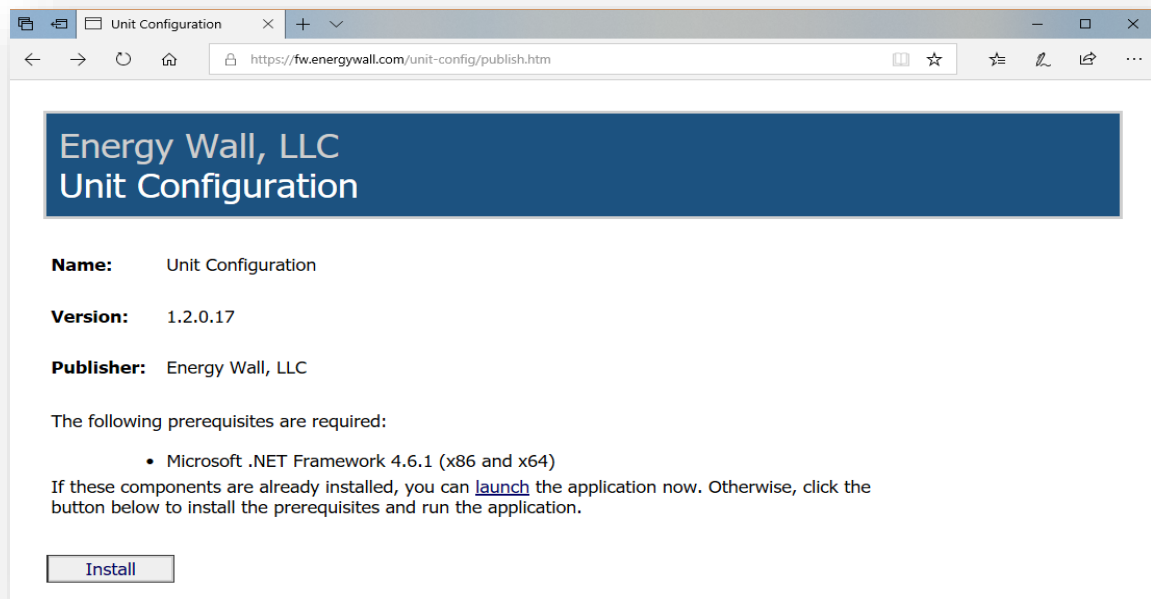 Unit Configuration
https://fw.energywall.com/unit-config/publish.htm
Energy Wall, LLC
Unit Configuration
Name: Unit Configuration
Version: 1.2.0.17
Publisher: Energy Wall, LLC
The following prerequisites are required:
• Microsoft .NET Framework 4.6.1 (x86 and x64)
If these components are already installed, you can launch the application now. Otherwise, click the
button below to install the prerequisites and run the application.
Install